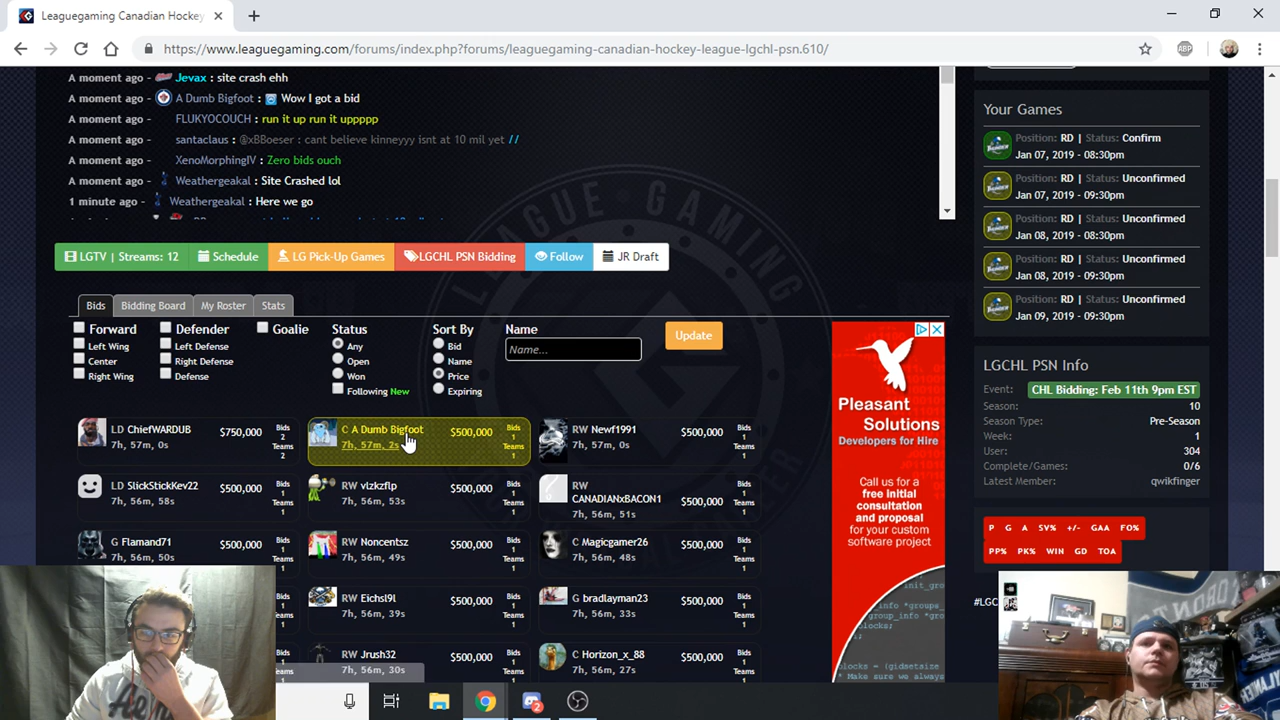 Leaguegaming Canadian Hockey
https://www.leaguegaming.com/forums/index.php?forums/leaguegaming-canadian-hockey-league-lgchl-psn.610/
ABP
A moment ago - Jevax : site crash ehh
A moment ago - A Dumb Bigfoot : Wow I got a bid
A moment ago - FLUKYOCOUCH : run it up run it uppppp
A moment ago - santaclaus : @xBBoeser : cant believe kinneyyy isnt at 10 mil yet //
A moment ago - XenoMorphingIV : Zero bids ouch
A moment ago - Weathergeakal : Site Crashed lol
1 minute ago - Weathergeakal : Here we go
LEAGUE GAMING
LGTV | Streams: 12 Schedule LG Pick-Up Games LGCHL PSN Bidding Follow JR Draft
Bids Bidding Board My Roster Stats
Forward Defender Goalie Status Sort By Name
Left Wing Left Defense Any Bid Name... Update
Center Right Defense Open Name
Right Wing Defense Won Price
Following New Expiring
LD ChiefWARDUB $750,000 Bids 2 Teams 2
7h, 57m, 0s
C A Dumb Bigfoot $500,000 Bids 1 Teams 1
7h, 57m, 2s
RW Newf1991 $500,000 Bids 1 Teams 1
7h, 57m, 0s
LD SlickStickKev22 $500,000 Bids 1 Teams 1
7h, 56m, 58s
RW vlzkzflp $500,000 Bids 1 Teams 1
7h, 56m, 53s
RW CANADIANxBACON1 $500,000 Bids 1 Teams 1
7h, 56m, 51s
G Flamind71 $500,000 Bids 1 Teams 1
7h, 56m, 50s
RW Norcentsz $500,000 Bids 1 Teams 1
7h, 56m, 49s
C Magicgamer26 $500,000 Bids 1 Teams 1
7h, 56m, 48s
RW Eichsl9l $500,000 Bids 1 Teams 1
7h, 56m, 39s
G bradlayman23 $500,000 Bids 1 Teams 1
7h, 56m, 33s
RW Jrush32 $500,000 Bids 1 Teams 1
7h, 56m, 30s
C Horizon_x_88 $500,000 Bids 1 Teams 1
7h, 56m, 27s
Pleasant
Solutions
Developers for Hire
Call us for a
free initial
consultation
and proposal
for your custom
software project
Your Games
Position: RD | Status: Confirm
Jan 07, 2019 - 08:30pm
Position: RD | Status: Unconfirmed
Jan 07, 2019 - 09:30pm
Position: RD | Status: Unconfirmed
Jan 08, 2019 - 08:30pm
Position: RD | Status: Unconfirmed
Jan 08, 2019 - 09:30pm
Position: RD | Status: Unconfirmed
Jan 09, 2019 - 09:30pm
LGCHL PSN Info
Event: CHL Bidding: Feb 11th 9pm EST
Season: 10
Type: Pre-Season
Week: 1
User: 304
Complete/Games: 0/6
Latest Member: qwikfinger
P G A SV% +/- GAA FO%
PP% PK% WIN GD TOA